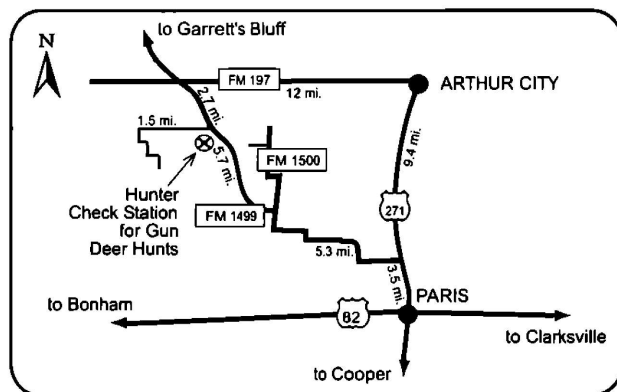 to Garrett's Bluff
N
FM 197
12 mi.
ARTHUR CITY
2.7 mi.
1.5 mi.
9.4 mi.
5.7 mi.
FM 1500
Hunter
Check Station
for Gun
Deer Hunts
FM 1499
271
5.3 mi.
3.5 mi.
PARIS
to Bonham
82
to Clarksville
to Cooper